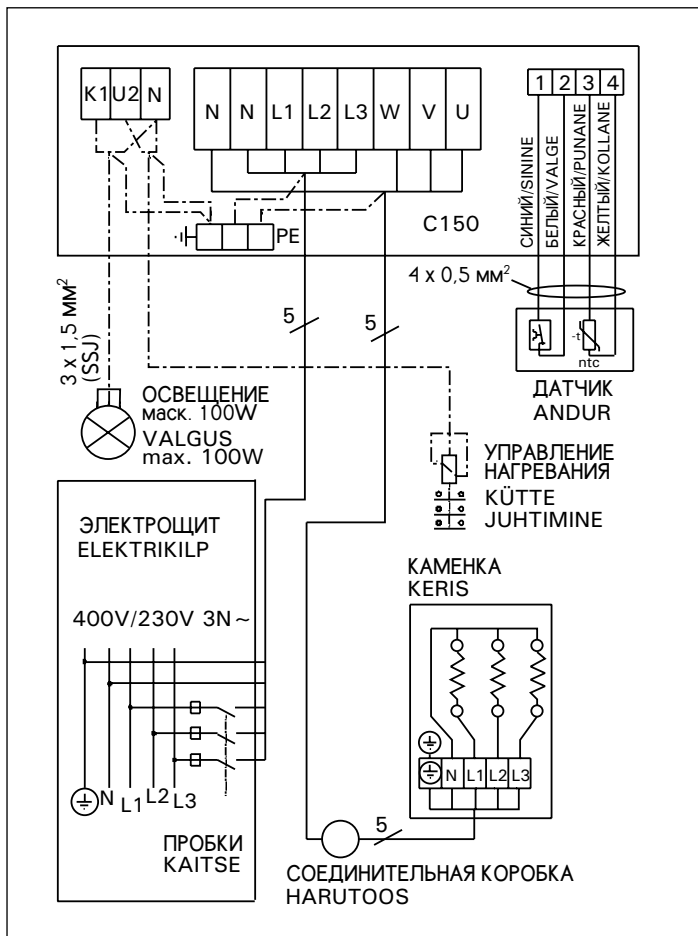 K1 U2 N
N N L1 L2 L3 W V U
1 2 3 4
СИНИЙ/SININE
БЕЛЫЙ/VALGE
КРАСНЫЙ/PUNANE
ЖЕЛТЫЙ/KOLLANE
PE
C150
4 x 0,5 мм²
3 x 1,5 мм²
(SSJ)
5
5
-t
ntc
ДАТЧИК
ANDUR
ОСВЕЩЕНИЕ
маск. 100W
VALGUS
max. 100W
УПРАВЛЕНИЕ
НАГРЕВАНИЯ
KÜTTE
JUHTIMINE
ЭЛЕКТРОЩИТ
ELEKTRIKILP
400V/230V 3N~
N L1 L2 L3
ПРОБКИ
KAITSE
КАМЕНКА
KERIS
N L1 L2 L3
5
СОЕДИНИТЕЛЬНАЯ КОРОБКА
HARUTOOS